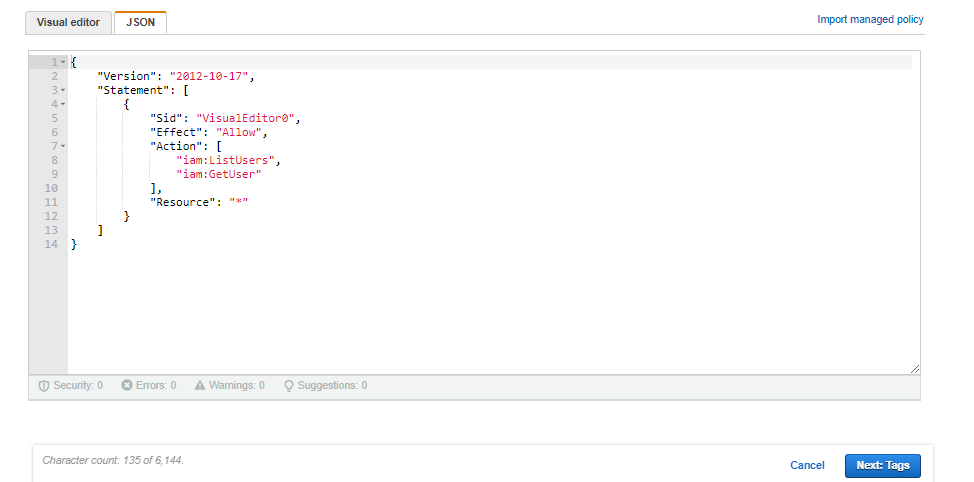 Visual editor JSON Import managed policy
1 {
2 "Version": "2012-10-17",
3 "Statement": [
4 {
5 "Sid": "VisualEditor0",
6 "Effect": "Allow",
7 "Action": [
8 "iam:ListUsers",
9 "iam:GetUser"
10 ],
11 "Resource": "*"
12 }
13 ]
14 }
Security: 0 Errors: 0 Warnings: 0 Suggestions: 0
Character count: 135 of 6,144.
Cancel Next: Tags